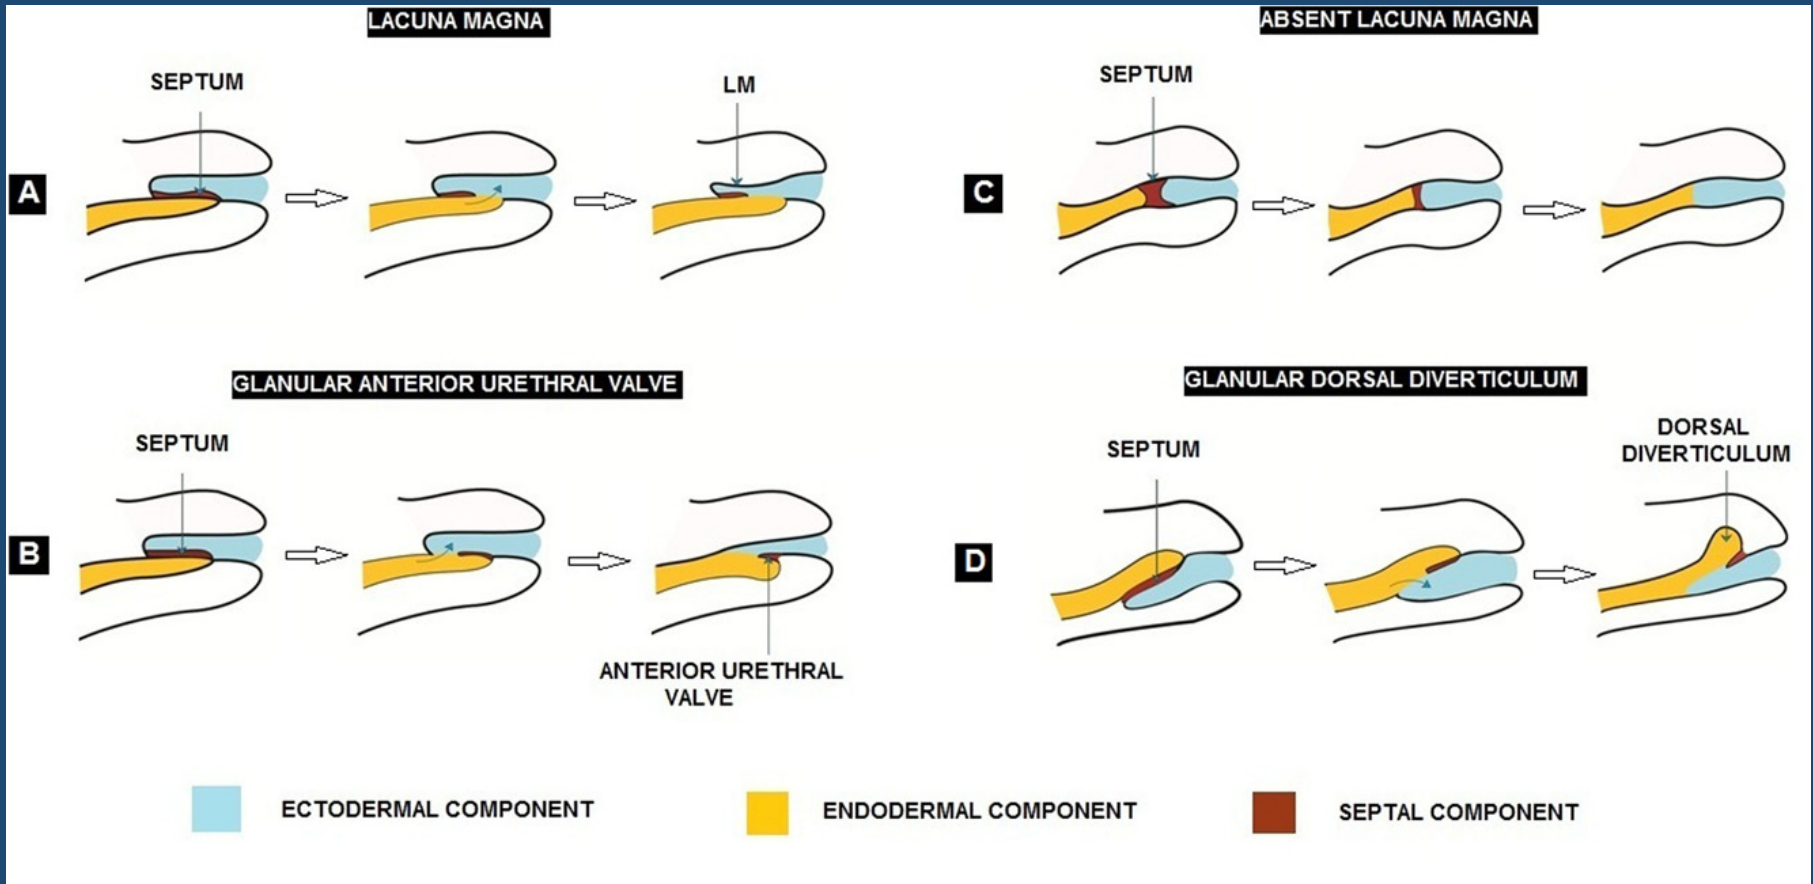 LACUNA MAGNA
SEPTUM
LM
A
GLANULAR ANTERIOR URETHRAL VALVE
SEPTUM
B
ANTERIOR URETHRAL
VALVE
ABSENT LACUNA MAGNA
SEPTUM
C
GLANULAR DORSAL DIVERTICULUM
SEPTUM
DORSAL
DIVERTICULUM
D
ECTODERMAL COMPONENT
ENDODERMAL COMPONENT
SEPTAL COMPONENT